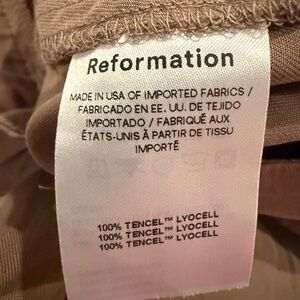 Reformation
MADE IN USA OF IMPORTED FABRICS /
FABRICADO EN EE. UU. DE TEJIDO
IMPORTADO / FABRIQUÉ AUX
ÉTATS-UNIS À PARTIR DE TISSU
IMPORTÉ
100% TENCEL™ LYOCELL
100% TENCEL™ LYOCELL
100% TENCEL™ LYOCELL